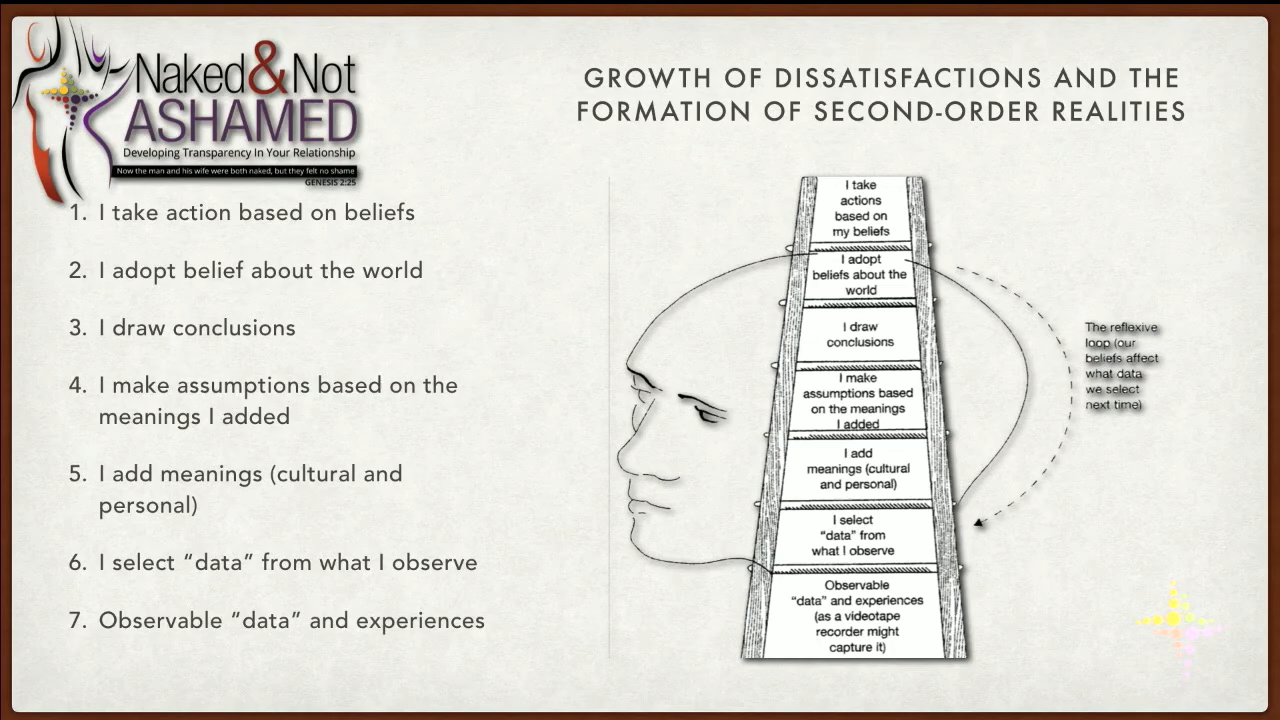 Naked&Not
ASHAMED
Developing Transparency In Your Relationship
Now the man and his wife were both naked, but they felt no shame
GENESIS 2:25
GROWTH OF DISSATISFACTIONS AND THE
FORMATION OF SECOND-ORDER REALITIES
1. I take action based on beliefs
2. I adopt belief about the world
3. I draw conclusions
4. I make assumptions based on the
meanings I added
5. I add meanings (cultural and
personal)
6. I select “data” from what I observe
7. Observable “data” and experiences
I take
actions
based on
my beliefs
I adopt
beliefs about the
world
I draw
conclusions
I make
assumptions based
on the meanings
I added
I add
meanings (cultural
and personal)
I select
“data” from
what I observe
Observable
“data” and experiences
(as a videotape
recorder might
capture it)
The reflexive
loop (our
beliefs affect
what data
we select
next time)